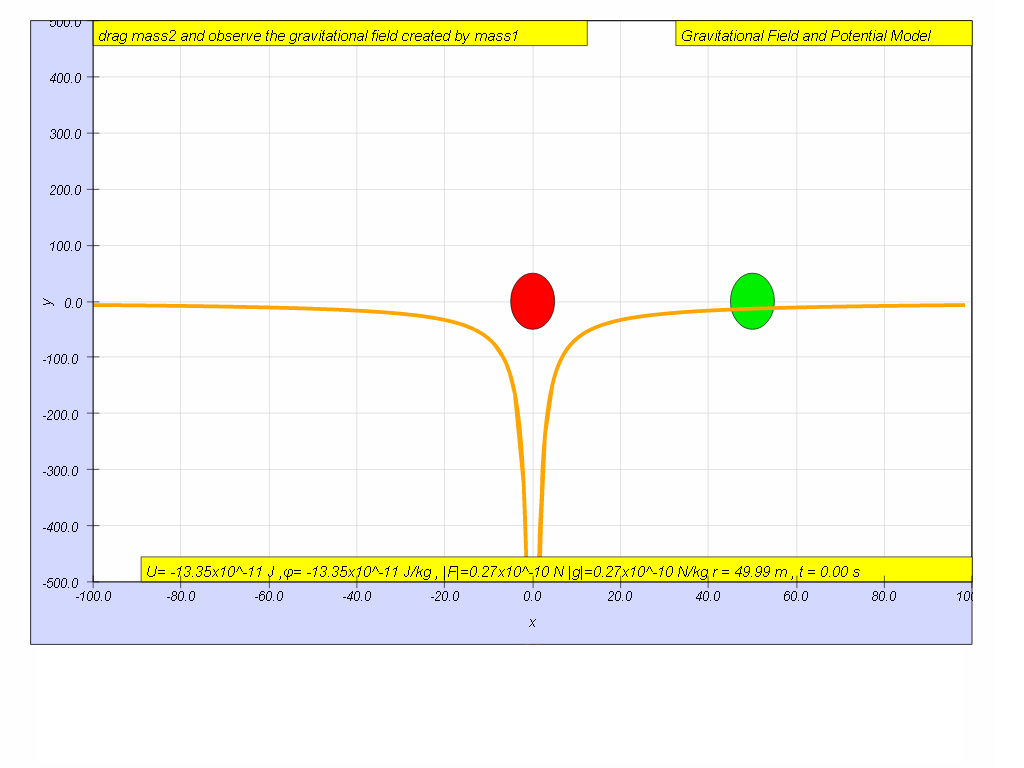 drag mass2 and observe the gravitational field created by mass1
Gravitational Field and Potential Model
500.0
400.0
300.0
200.0
100.0
0.0
-100.0
-200.0
-300.0
-400.0
-500.0
y
U= -13.35x10^-11 J ,φ= -13.35x10^-11 J/kg , |F|=0.27x10^-10 N |g|=0.27x10^-10 N/kg r = 49.99 m , t = 0.00 s
-100.0 -80.0 -60.0 -40.0 -20.0 0.0 20.0 40.0 60.0 80.0 100
x